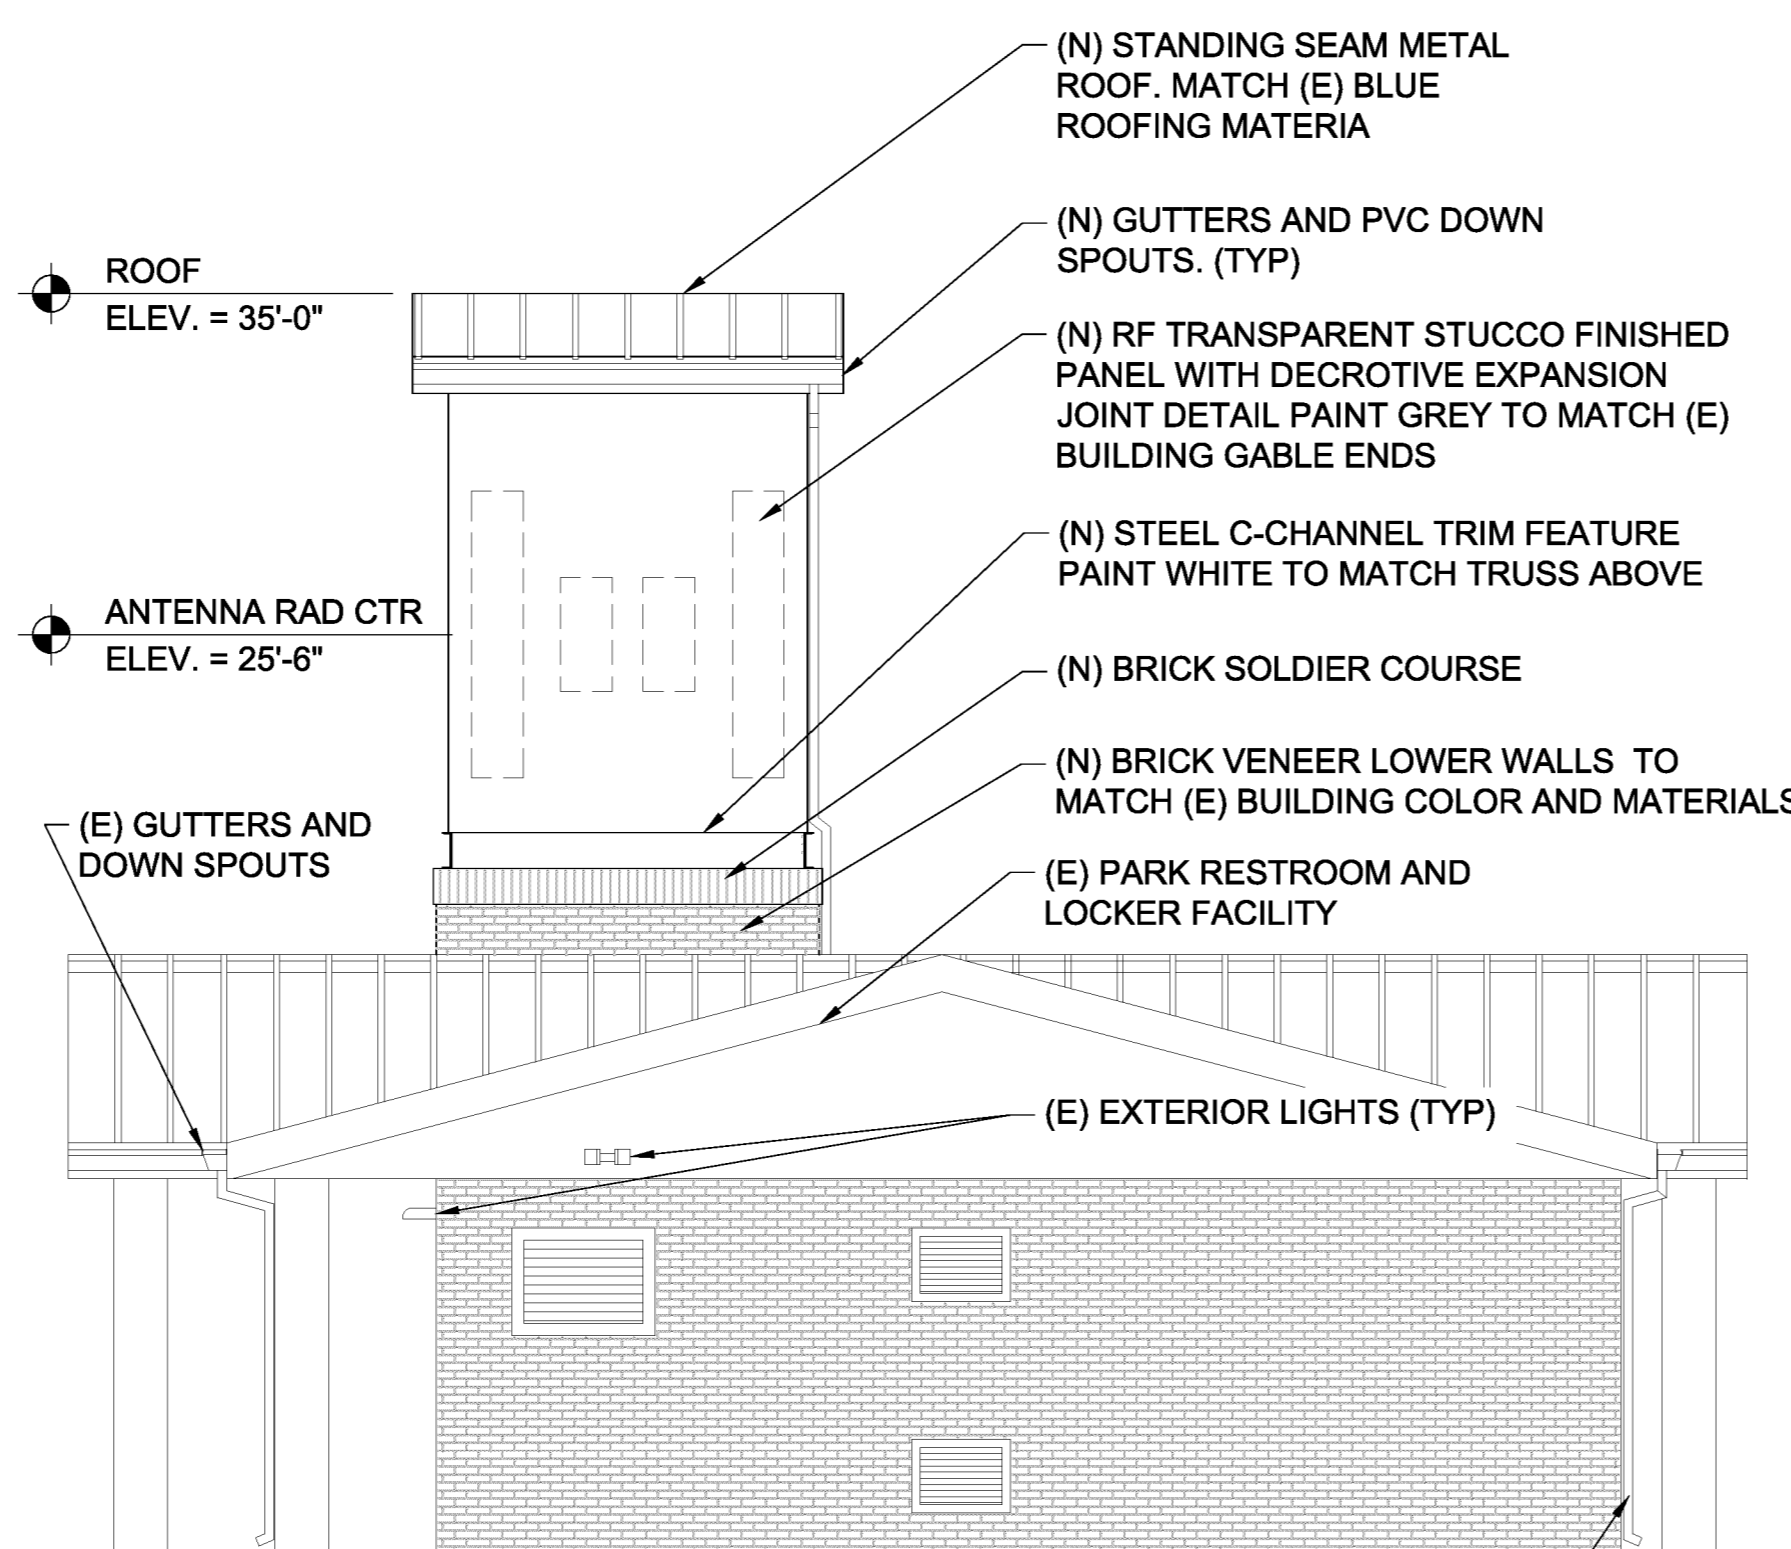 (N) STANDING SEAM METAL
ROOF. MATCH (E) BLUE
ROOFING MATERIA
(N) GUTTERS AND PVC DOWN
SPOUTS. (TYP)
ROOF
ELEV. = 35'-0"
(N) RF TRANSPARENT STUCCO FINISHED
PANEL WITH DECROTIVE EXPANSION
JOINT DETAIL PAINT GREY TO MATCH (E)
BUILDING GABLE ENDS
(N) STEEL C-CHANNEL TRIM FEATURE
PAINT WHITE TO MATCH TRUSS ABOVE
ANTENNA RAD CTR
ELEV. = 25'-6"
(N) BRICK SOLDIER COURSE
(N) BRICK VENEER LOWER WALLS TO
MATCH (E) BUILDING COLOR AND MATERIALS
(E) GUTTERS AND
DOWN SPOUTS
(E) PARK RESTROOM AND
LOCKER FACILITY
(E) EXTERIOR LIGHTS (TYP)